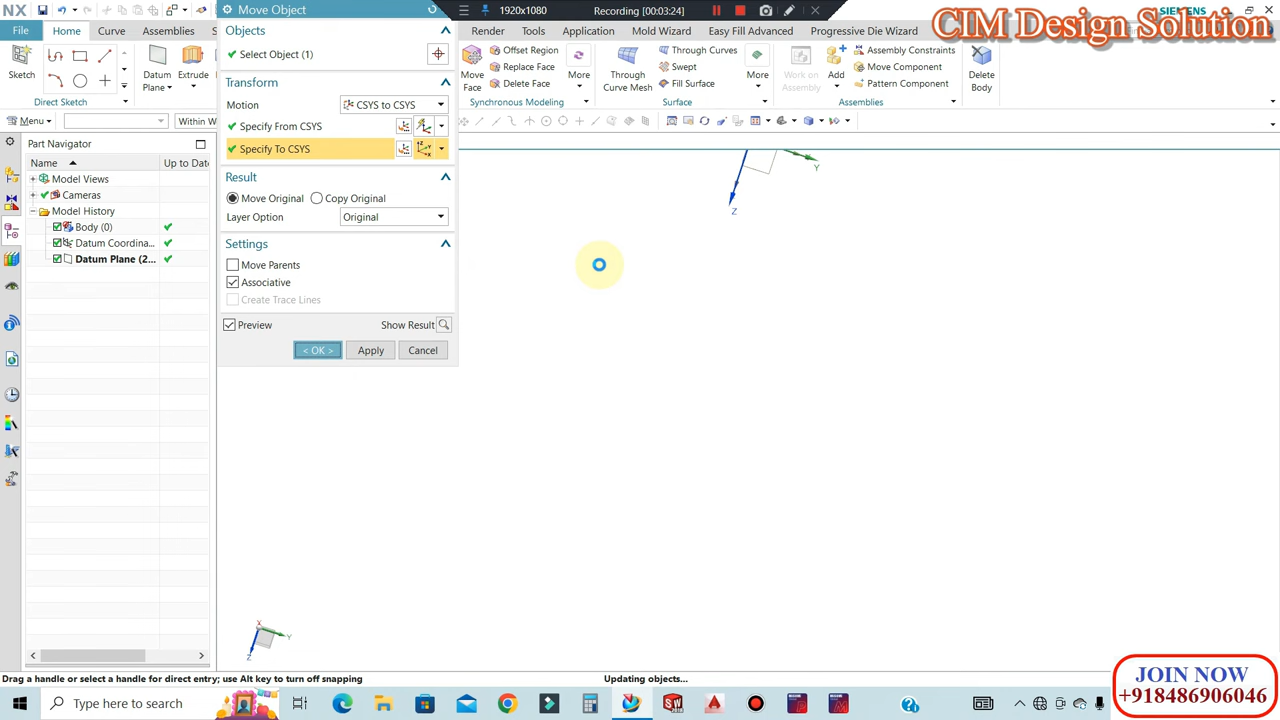 NX
Move Object
1920x1080
Recording [00:03:24]
CIM Design Solution
SIEMENS
File
Home
Curve
Assemblies
Render
Tools
Application
Mold Wizard
Easy Fill Advanced
Progressive Die Wizard
Objects
Select Object (1)
Transform
Motion
CSYS to CSYS
Specify From CSYS
Specify To CSYS
Result
Move Original
Copy Original
Layer Option
Original
Settings
Move Parents
Associative
Create Trace Lines
Preview
Show Result
< OK >
Apply
Cancel
Sketch
Datum
Plane
Extrude
Direct Sketch
Move
Face
Offset Region
Replace Face
Delete Face
More
Synchronous Modeling
Through
Curve Mesh
Through Curves
Swept
Fill Surface
More
Surface
Work on
Assembly
Add
Assembly Constraints
Move Component
Pattern Component
Assemblies
Delete
Body
Menu
Within W
Part Navigator
Name
Up to Date
Model Views
Cameras
Model History
Body (0)
Datum Coordina...
Datum Plane (2...
Y
Z
X
Y
Z
Drag a handle or select a handle for direct entry; use Alt key to turn off snapping
Updating objects...
Type here to search
JOIN NOW
+918486906046